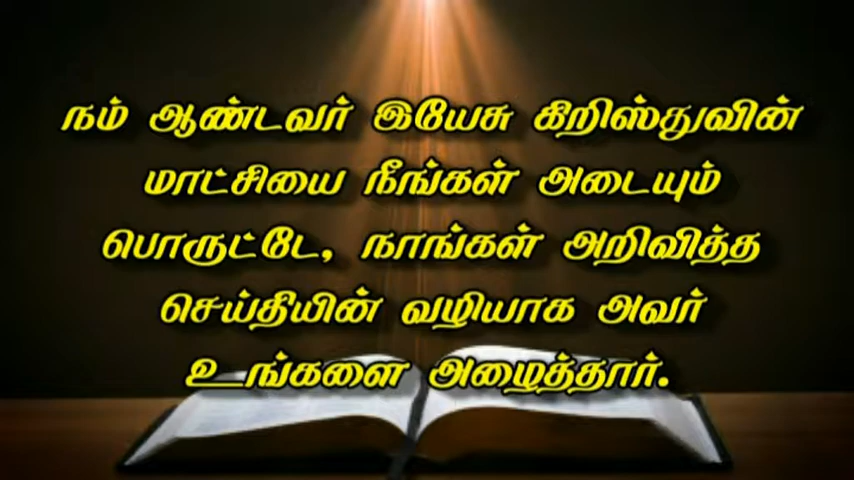 நம் ஆண்டவர் இயேசு கிறிஸ்துவின்
மாட்சியை நீங்கள் அடையும்
பொருட்டே, நாங்கள் அறிவித்த
செய்தியின் வழியாக அவர்
உங்களை அழைத்தார்.